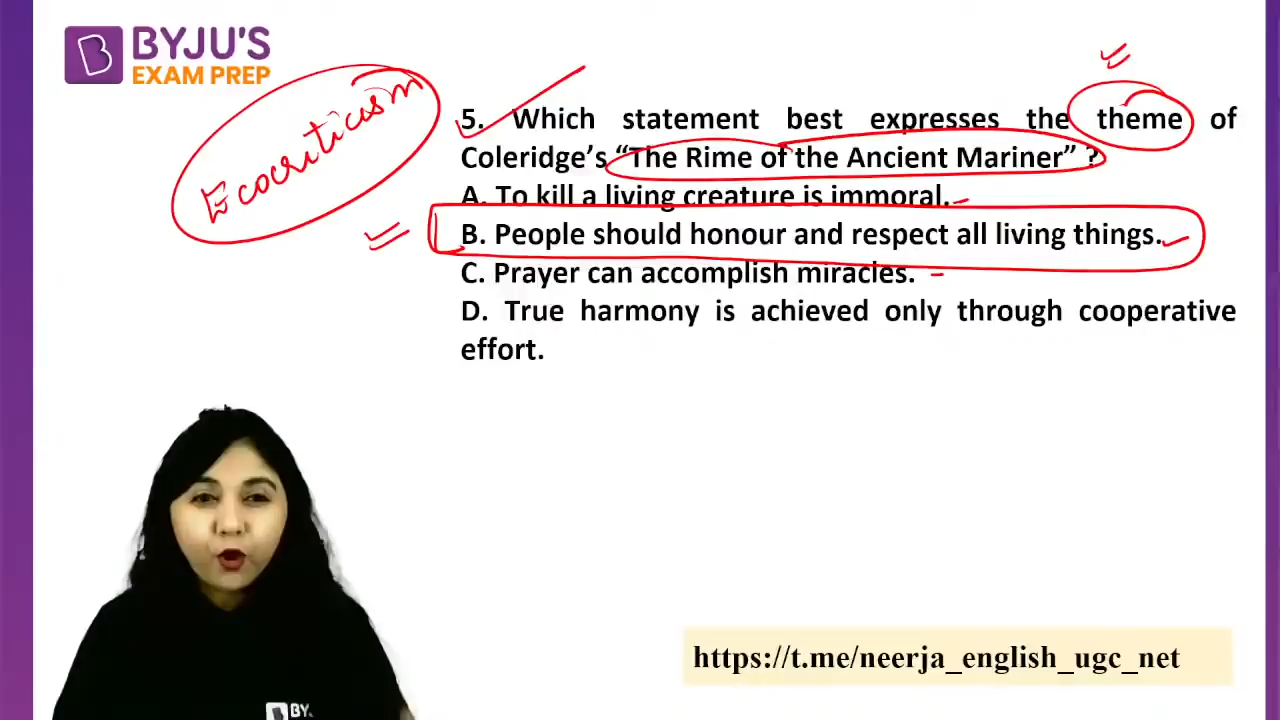 BYJU'S
EXAM PREP
Ecocriticism
5. Which statement best expresses the theme of
Coleridge's “The Rime of the Ancient Mariner” ?
A. To kill a living creature is immoral.
B. People should honour and respect all living things.
C. Prayer can accomplish miracles.
D. True harmony is achieved only through cooperative
effort.
https://t.me/neerja_english_ugc_net